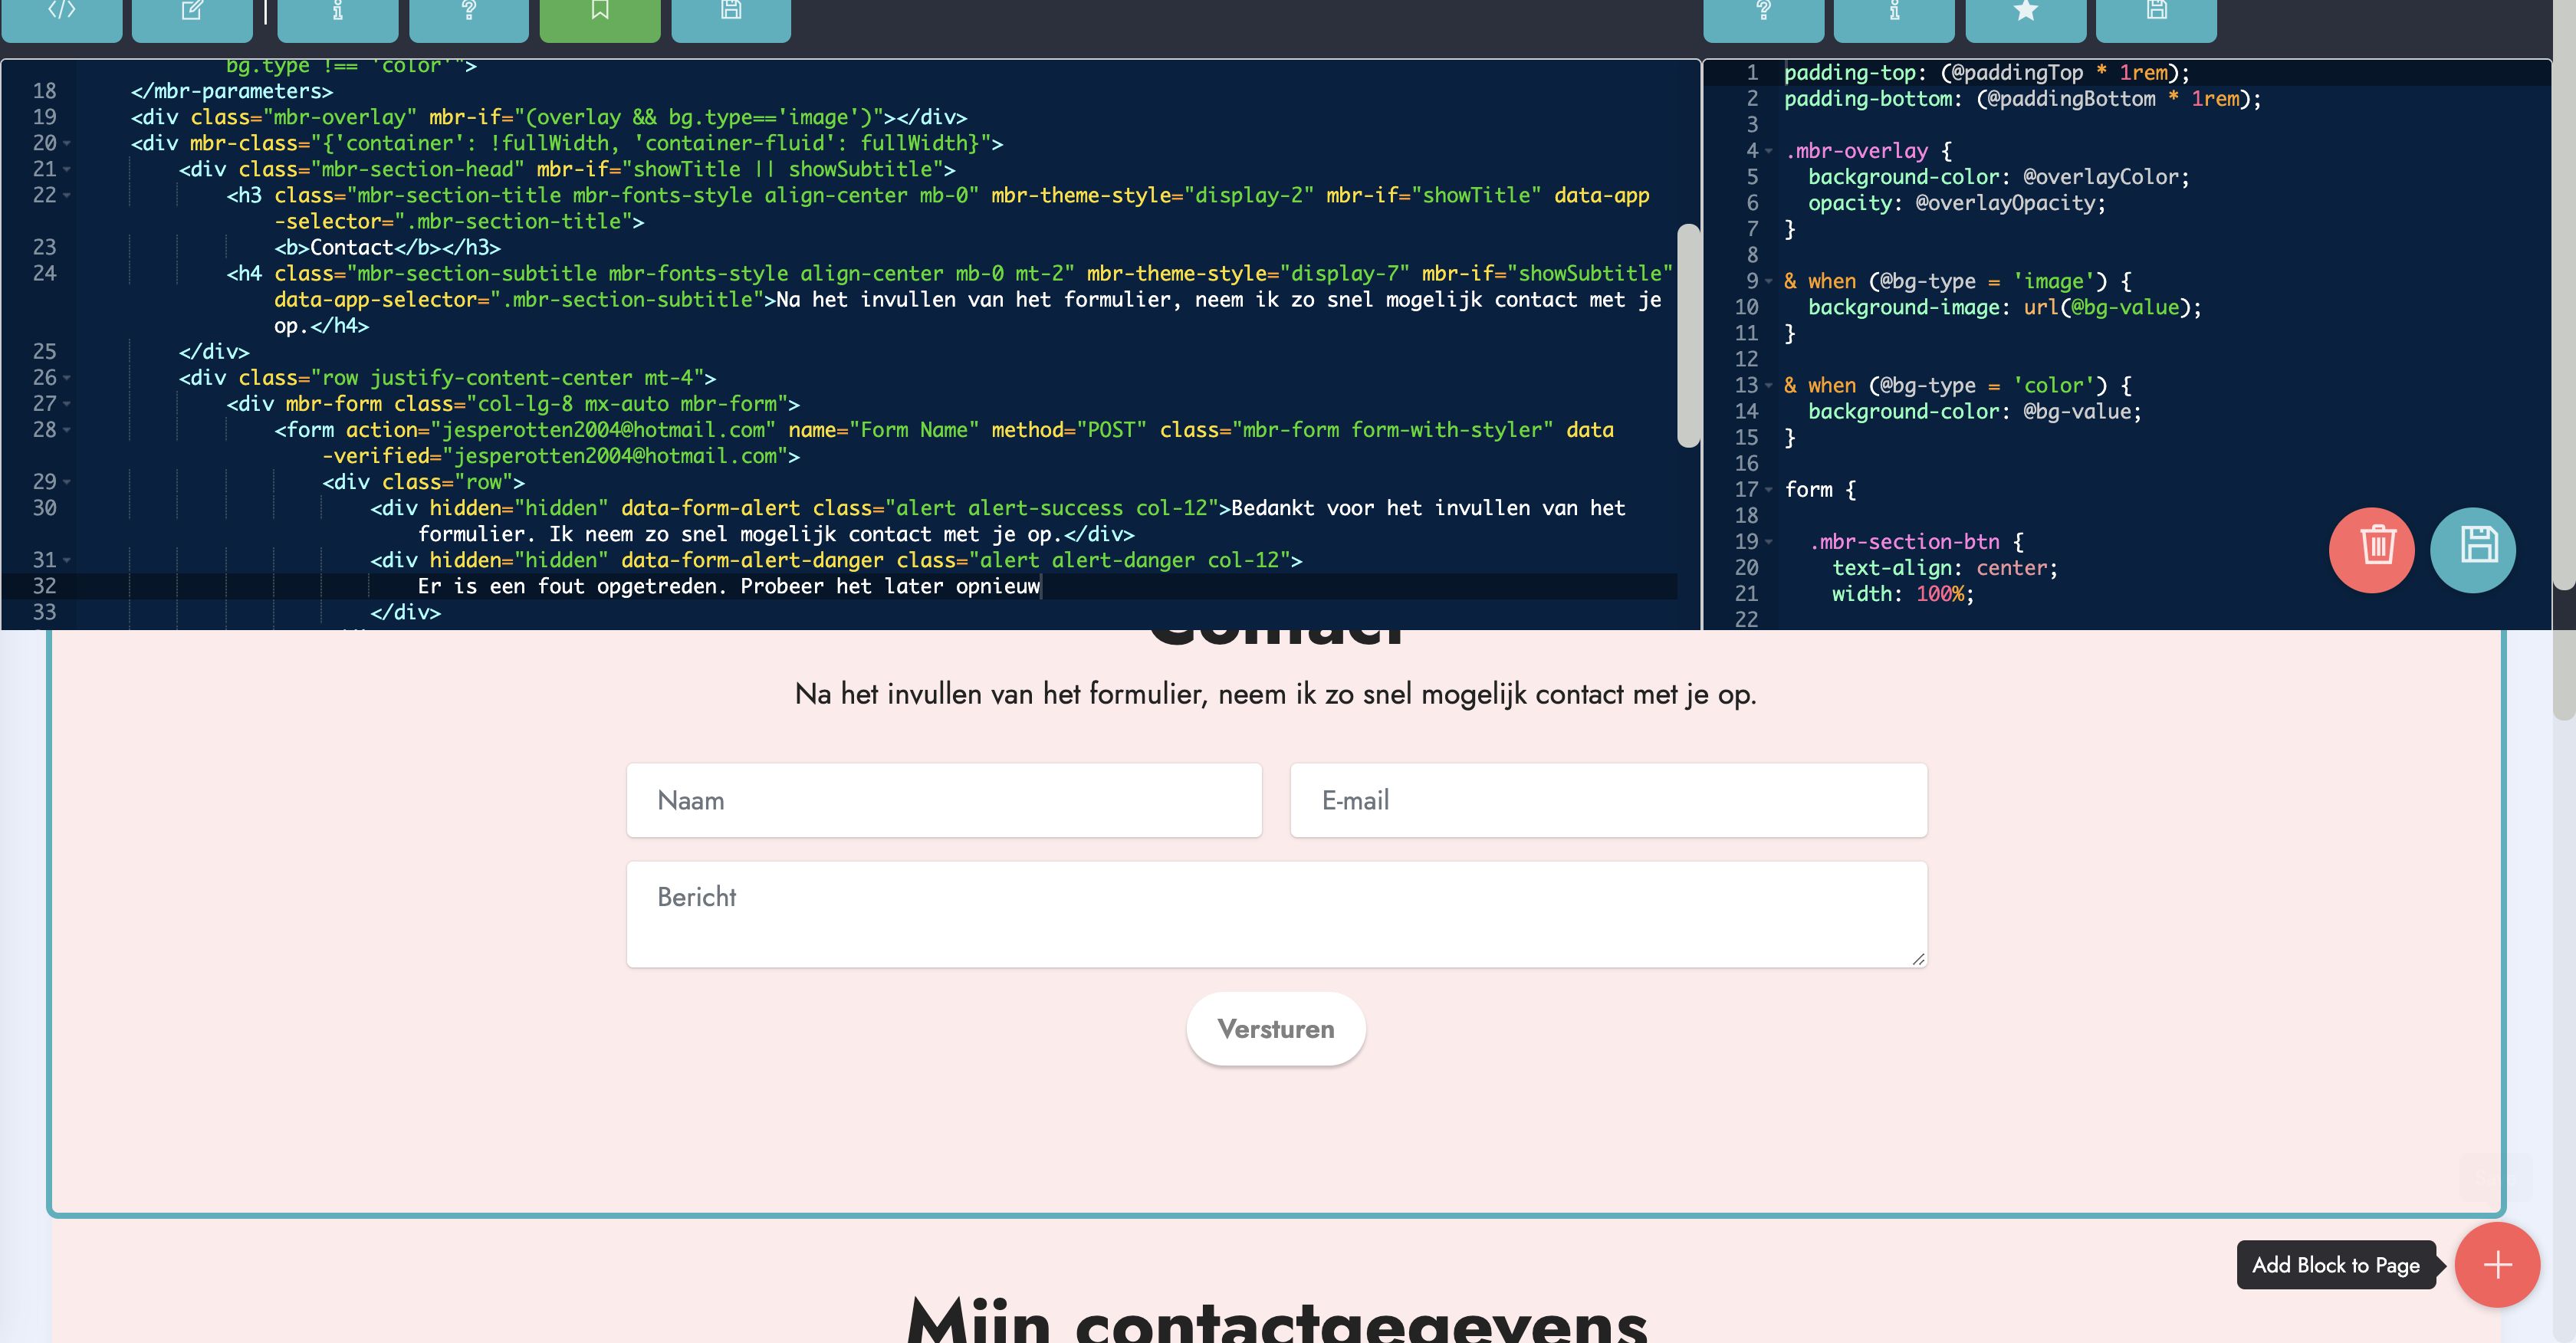 bg.type !== 'color'">
18 </mbr-parameters>
19 <div class="mbr-overlay" mbr-if="(overlay && bg.type=='image')"></div>
20 <div mbr-class="{'container': !fullWidth, 'container-fluid': fullWidth}">
21 <div class="mbr-section-head" mbr-if="showTitle || showSubtitle">
22 <h3 class="mbr-section-title mbr-fonts-style align-center mb-0" mbr-theme-style="display-2" mbr-if="showTitle" data-app
-selector=".mbr-section-title">
23 <b>Contact</b></h3>
24 <h4 class="mbr-section-subtitle mbr-fonts-style align-center mb-0 mt-2" mbr-theme-style="display-7" mbr-if="showSubtitle"
data-app-selector=".mbr-section-subtitle">Na het invullen van het formulier, neem ik zo snel mogelijk contact met je
op.</h4>
25 </div>
26 <div class="row justify-content-center mt-4">
27 <div mbr-form class="col-lg-8 mx-auto mbr-form">
28 <form action="jesperotten2004@hotmail.com" name="Form Name" method="POST" class="mbr-form form-with-styler" data
-verified="jesperotten2004@hotmail.com">
29 <div class="row">
30 <div hidden="hidden" data-form-alert class="alert alert-success col-12">Bedankt voor het invullen van het
formulier. Ik neem zo snel mogelijk contact met je op.</div>
31 <div hidden="hidden" data-form-alert-danger class="alert alert-danger col-12">
32 Er is een fout opgetreden. Probeer het later opnieuw
33 </div>
1 padding-top: (@paddingTop * 1rem);
2 padding-bottom: (@paddingBottom * 1rem);
3
4 .mbr-overlay {
5 background-color: @overlayColor;
6 opacity: @overlayOpacity;
7 }
8
9 & when (@bg-type = 'image') {
10 background-image: url(@bg-value);
11 }
12
13 & when (@bg-type = 'color') {
14 background-color: @bg-value;
15 }
16
17 form {
18
19 .mbr-section-btn {
20 text-align: center;
21 width: 100%;
22
Contact
Na het invullen van het formulier, neem ik zo snel mogelijk contact met je op.
Naam
E-mail
Bericht
Versturen
Add Block to Page
Mijn contactgegevens